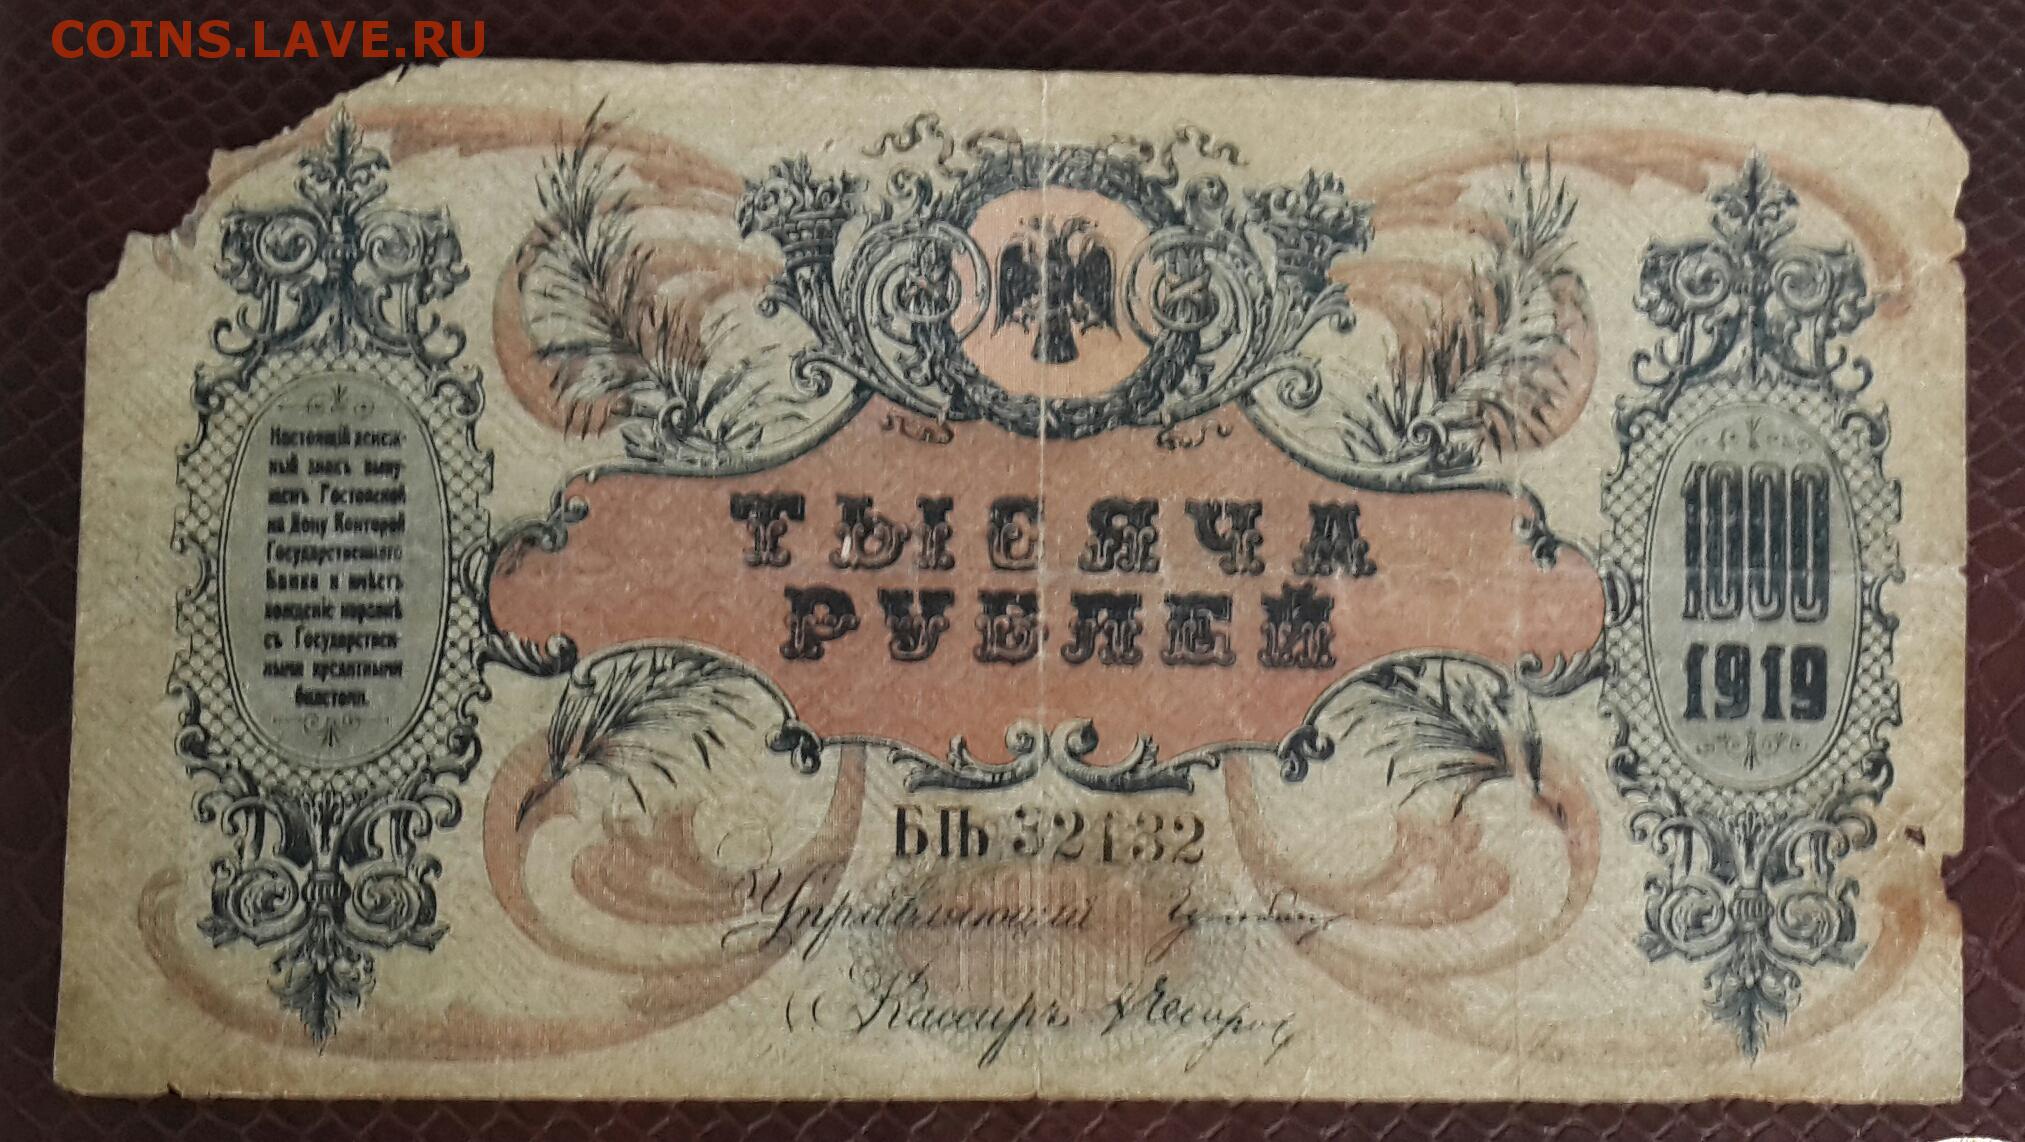 COINS.LAVE.RU
Настоящій денеж-
ный знакъ выпу-
щенъ Ростовской
на Дону Конторой
Государственнаго
Банка и имѣетъ
хожденіе наравнѣ
съ Государствен-
ными кредитными
билетами.
ТЫСЯЧА
РУБЛЕЙ
1000
1919
32132
Управляющій
Кассиръ